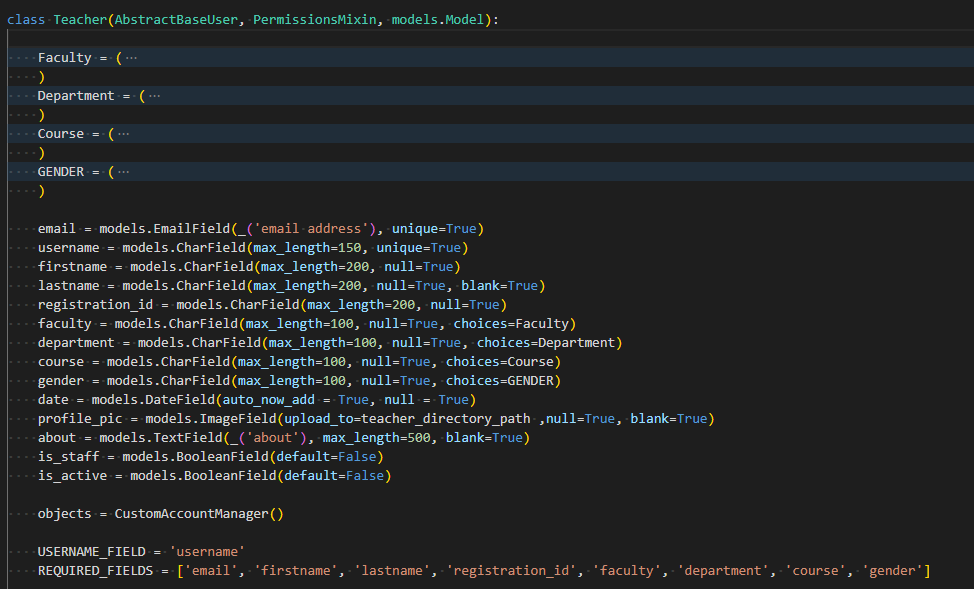 class Teacher(AbstractBaseUser, PermissionsMixin, models.Model):
    Faculty = (···
    )
    Department = (···
    )
    Course = (···
    )
    GENDER = (···
    )
    email = models.EmailField(_('email address'), unique=True)
    username = models.CharField(max_length=150, unique=True)
    firstname = models.CharField(max_length=200, null=True)
    lastname = models.CharField(max_length=200, null=True, blank=True)
    registration_id = models.CharField(max_length=200, null=True)
    faculty = models.CharField(max_length=100, null=True, choices=Faculty)
    department = models.CharField(max_length=100, null=True, choices=Department)
    course = models.CharField(max_length=100, null=True, choices=Course)
    gender = models.CharField(max_length=100, null=True, choices=GENDER)
    date = models.DateField(auto_now_add = True, null = True)
    profile_pic = models.ImageField(upload_to=teacher_directory_path ,null=True, blank=True)
    about = models.TextField(_('about'), max_length=500, blank=True)
    is_staff = models.BooleanField(default=False)
    is_active = models.BooleanField(default=False)
    objects = CustomAccountManager()
    USERNAME_FIELD = 'username'
    REQUIRED_FIELDS = ['email', 'firstname', 'lastname', 'registration_id', 'faculty', 'department', 'course', 'gender']